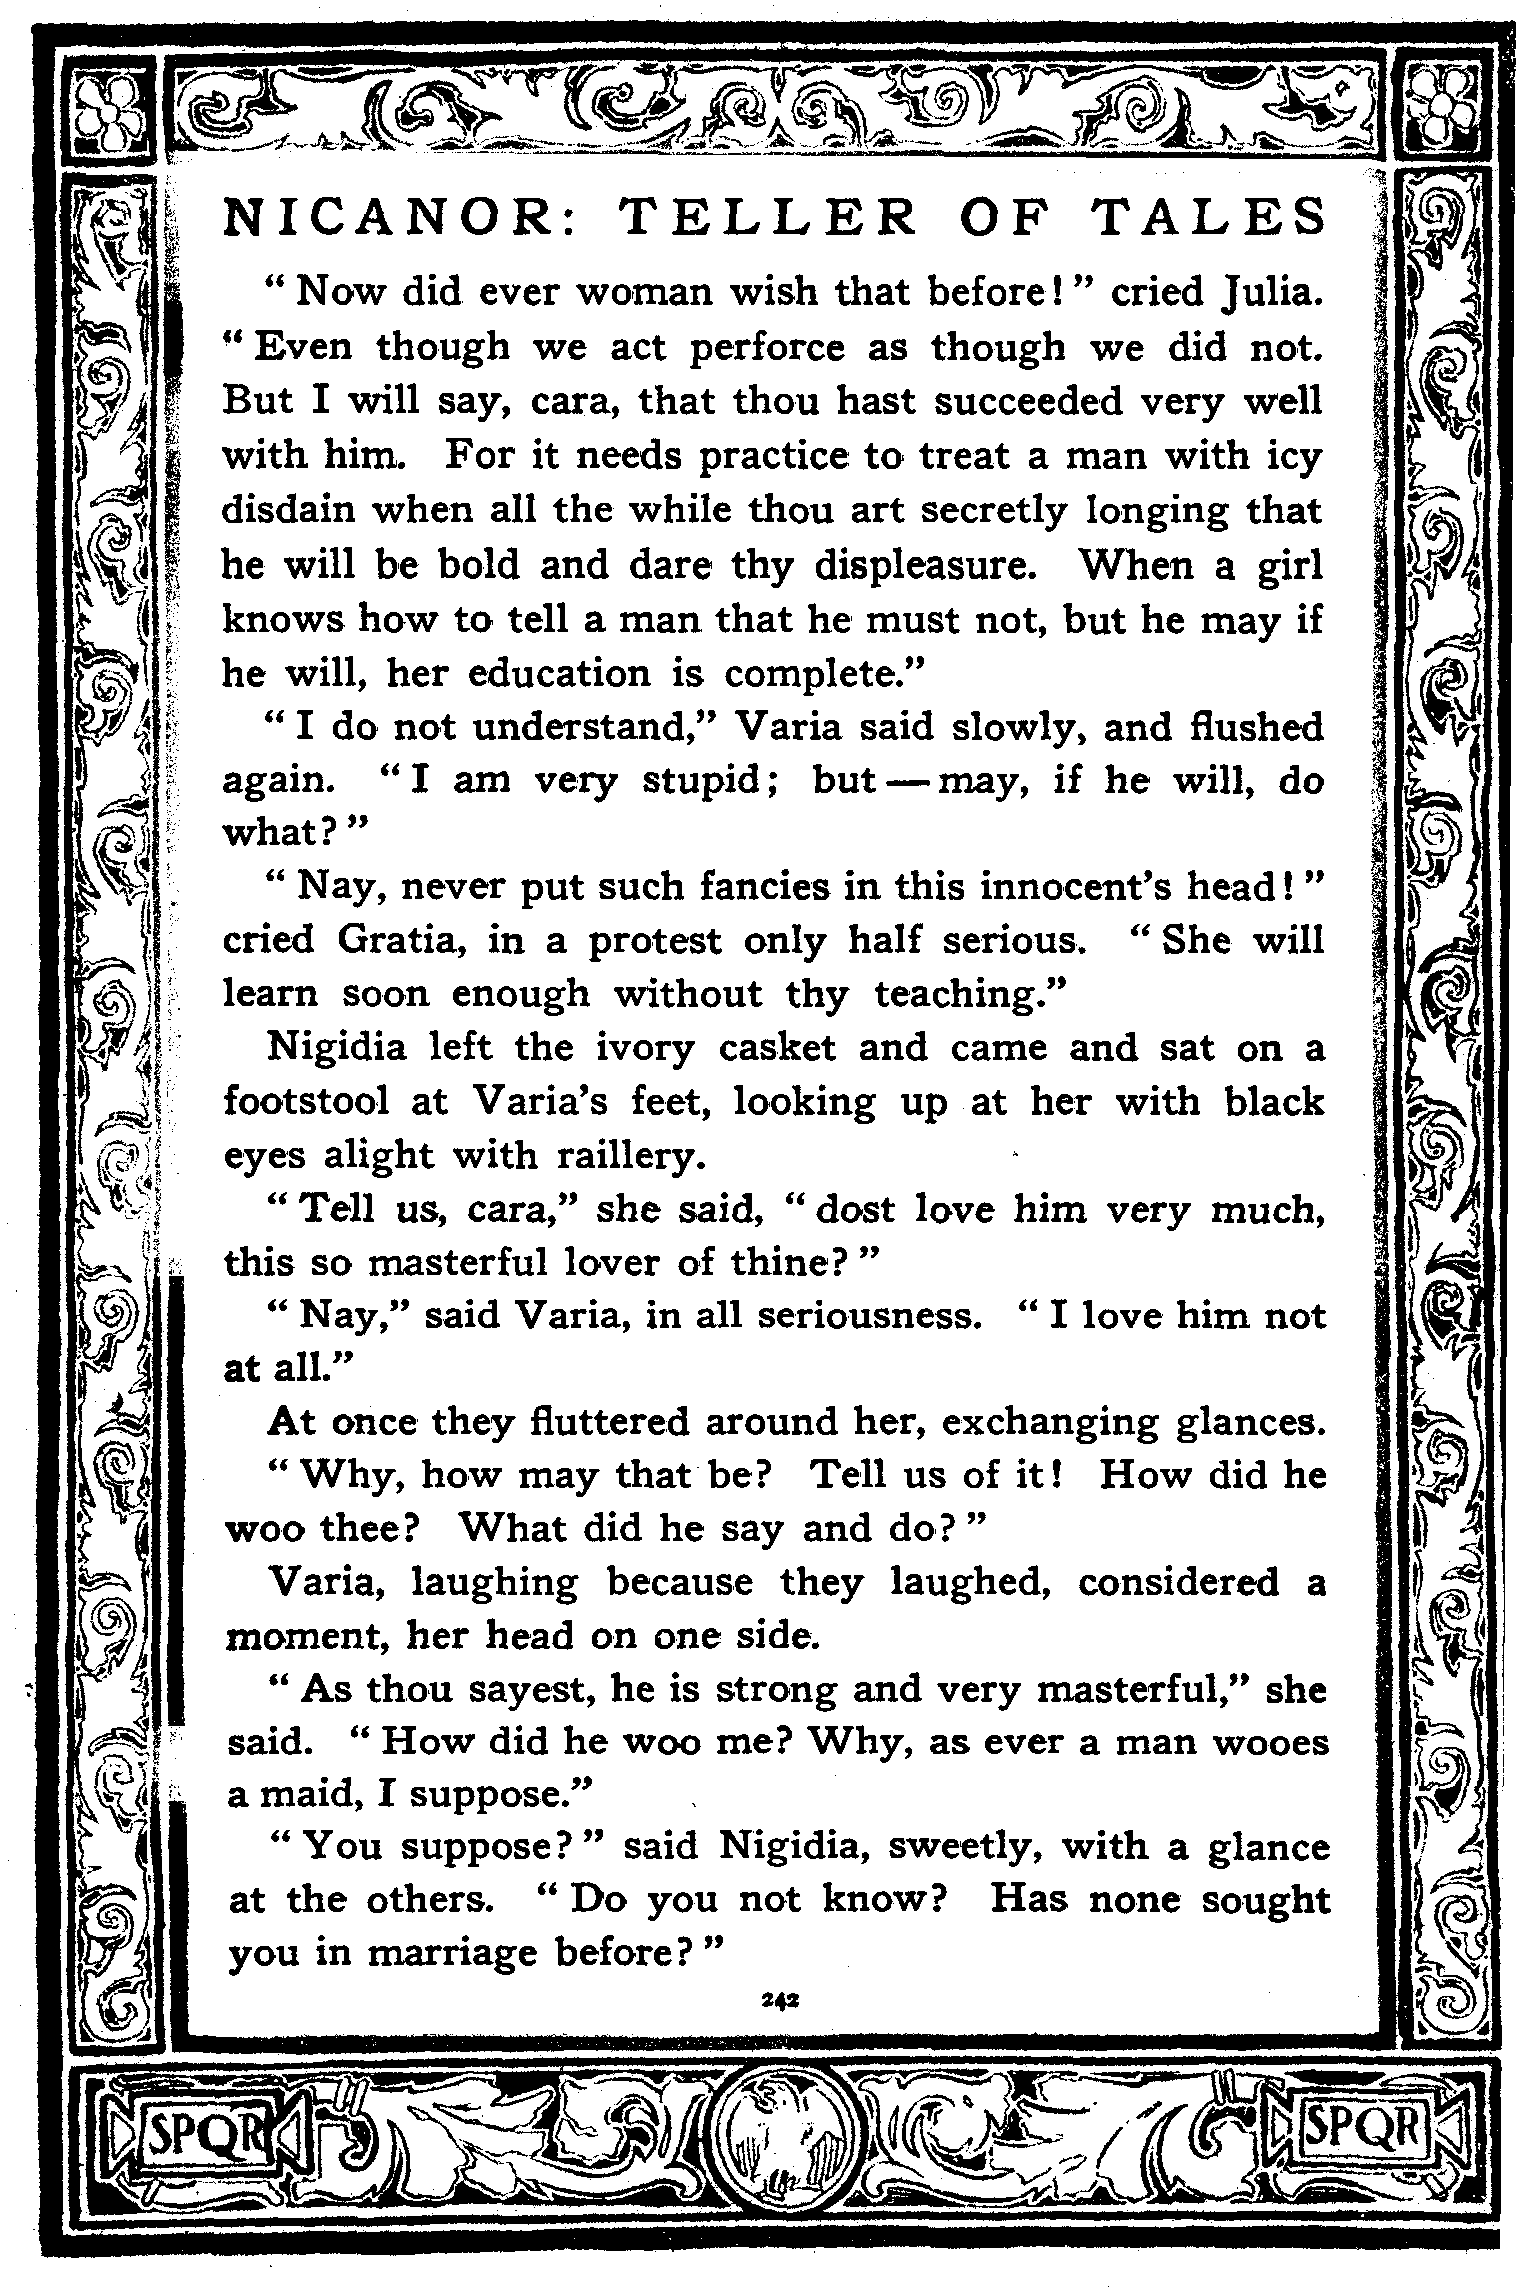 NICANOR: TELLER OF TALES
“ Now did ever woman wish that before! ” cried Julia.
“ Even though we act perforce as though we did not.
But I will say, cara, that thou hast succeeded very well
with him. For it needs practice to treat a man with icy
disdain when all the while thou art secretly longing that
he will be bold and dare thy displeasure. When a girl
knows how to tell a man that he must not, but he may if
he will, her education is complete.”
“ I do not understand,” Varia said slowly, and flushed
again. “ I am very stupid; but — may, if he will, do
what? ”
“ Nay, never put such fancies in this innocent’s head! ”
cried Gratia, in a protest only half serious. “ She will
learn soon enough without thy teaching.”
Nigidia left the ivory casket and came and sat on a
footstool at Varia’s feet, looking up at her with black
eyes alight with raillery.
“ Tell us, cara,” she said, “ dost love him very much,
this so masterful lover of thine? ”
“ Nay,” said Varia, in all seriousness. “ I love him not
at all.”
At once they fluttered around her, exchanging glances.
“ Why, how may that be? Tell us of it! How did he
woo thee? What did he say and do? ”
Varia, laughing because they laughed, considered a
moment, her head on one side.
“ As thou sayest, he is strong and very masterful,” she
said. “ How did he woo me? Why, as ever a man wooes
a maid, I suppose.”
“ You suppose? ” said Nigidia, sweetly, with a glance
at the others. “ Do you not know? Has none sought
you in marriage before? ”
242
SPQR SPQR